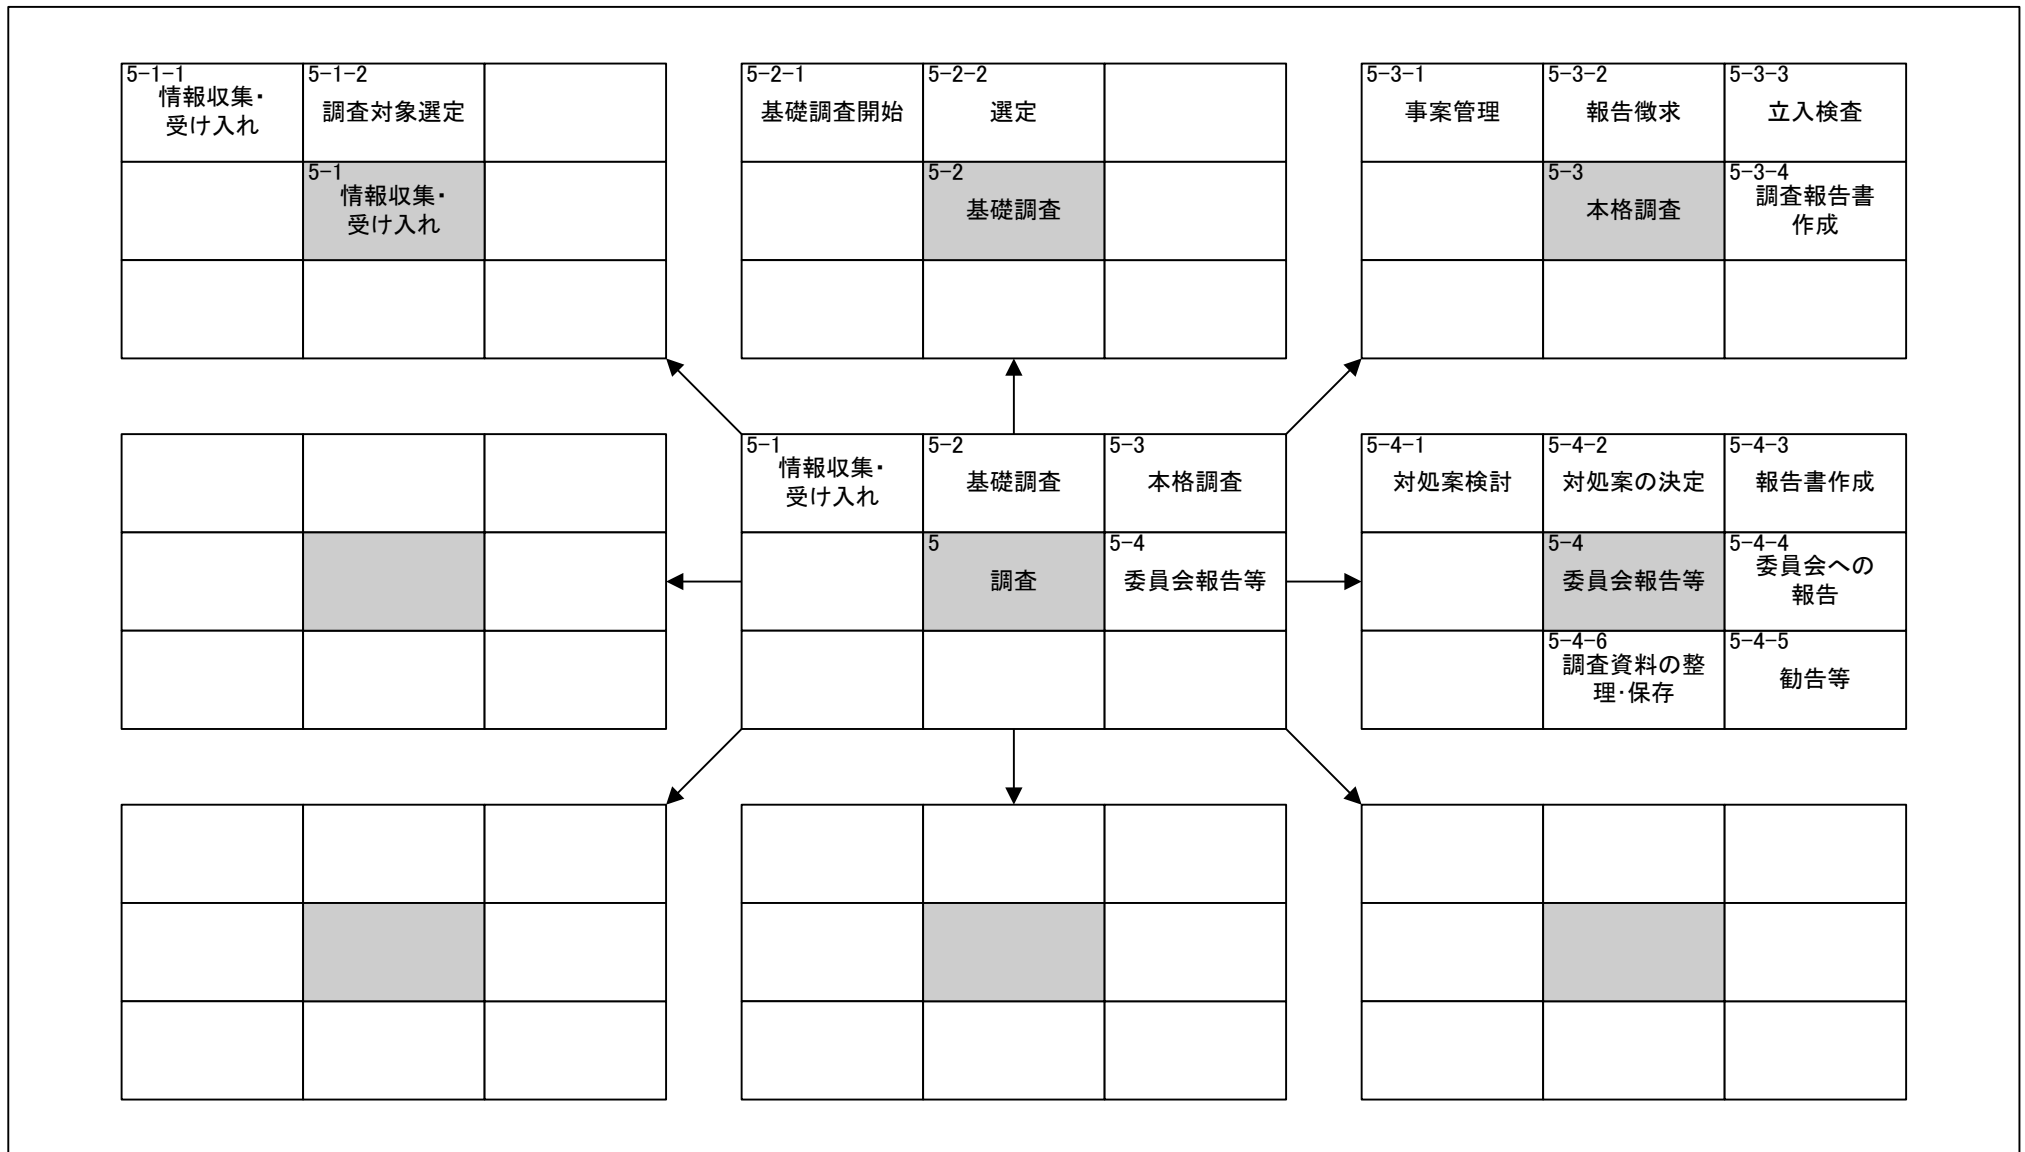 5-1-1
情報収集・
受け入れ
5-1-2
調査対象選定
5-1
情報収集・
受け入れ
5-2-1
基礎調査開始
5-2-2
選定
5-2
基礎調査
5-3-1
事案管理
5-3-2
報告徴求
5-3-3
立入検査
5-3
本格調査
5-3-4
調査報告書
作成
5-1
情報収集・
受け入れ
5-2
基礎調査
5-3
本格調査
5
調査
5-4
委員会報告等
5-4-1
対処案検討
5-4-2
対処案の決定
5-4-3
報告書作成
5-4
委員会報告等
5-4-4
委員会への
報告
5-4-6
調査資料の整
理・保存
5-4-5
勧告等